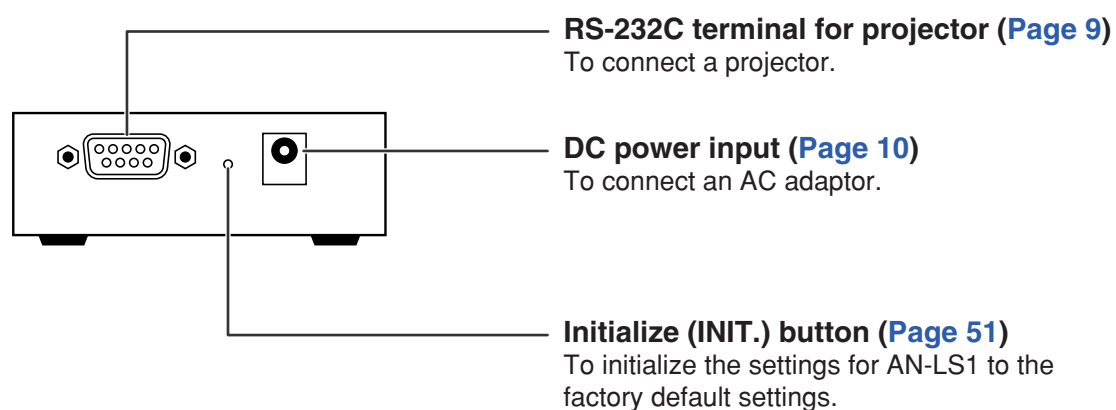 RS-232C terminal for projector (Page 9)
To connect a projector.
DC power input (Page 10)
To connect an AC adaptor.
Initialize (INIT.) button (Page 51)
To initialize the settings for AN-LS1 to the
factory default settings.